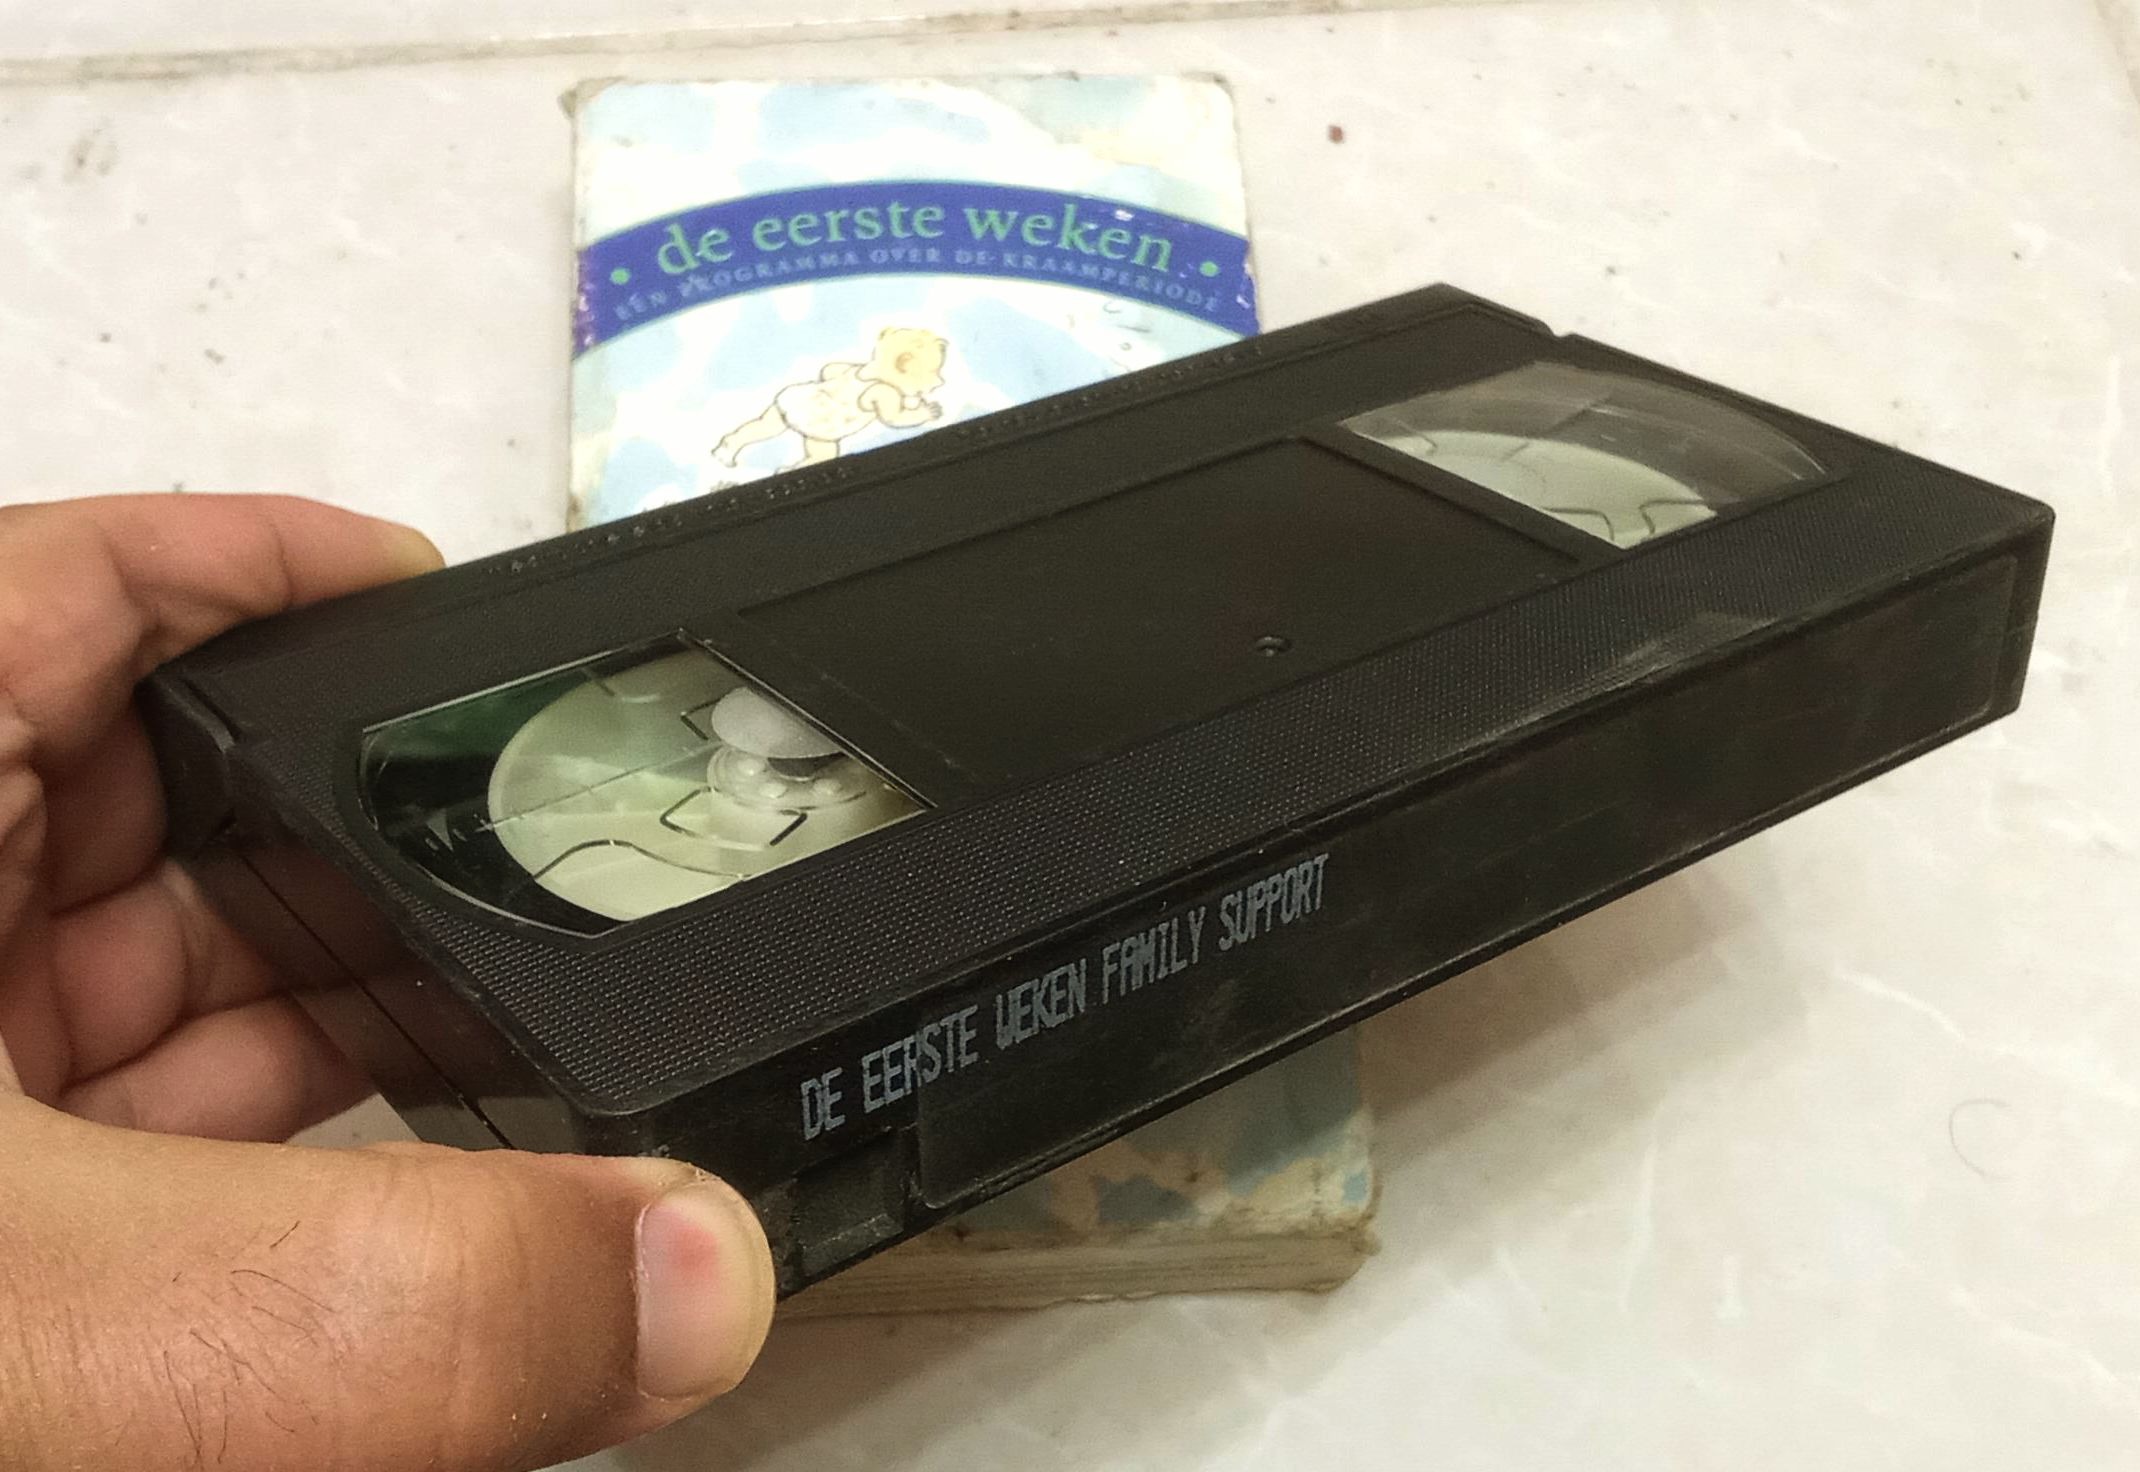 • de eerste weken •
EEN PROGRAMMA OVER DE KRAAMPERIODE
DE EERSTE WEKEN FAMILY SUPPORT